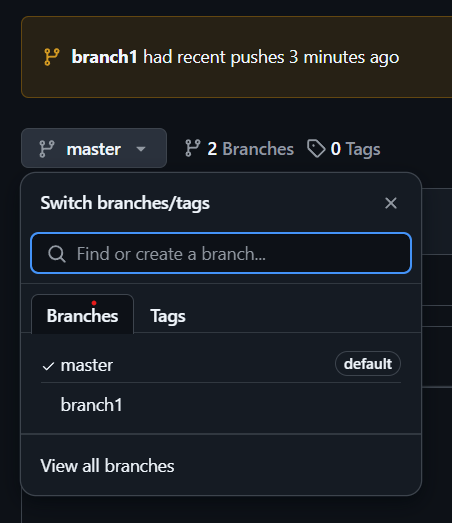 branch1 had recent pushes 3 minutes ago
master 2 Branches 0 Tags
Switch branches/tags
Find or create a branch...
Branches Tags
master default
branch1
View all branches